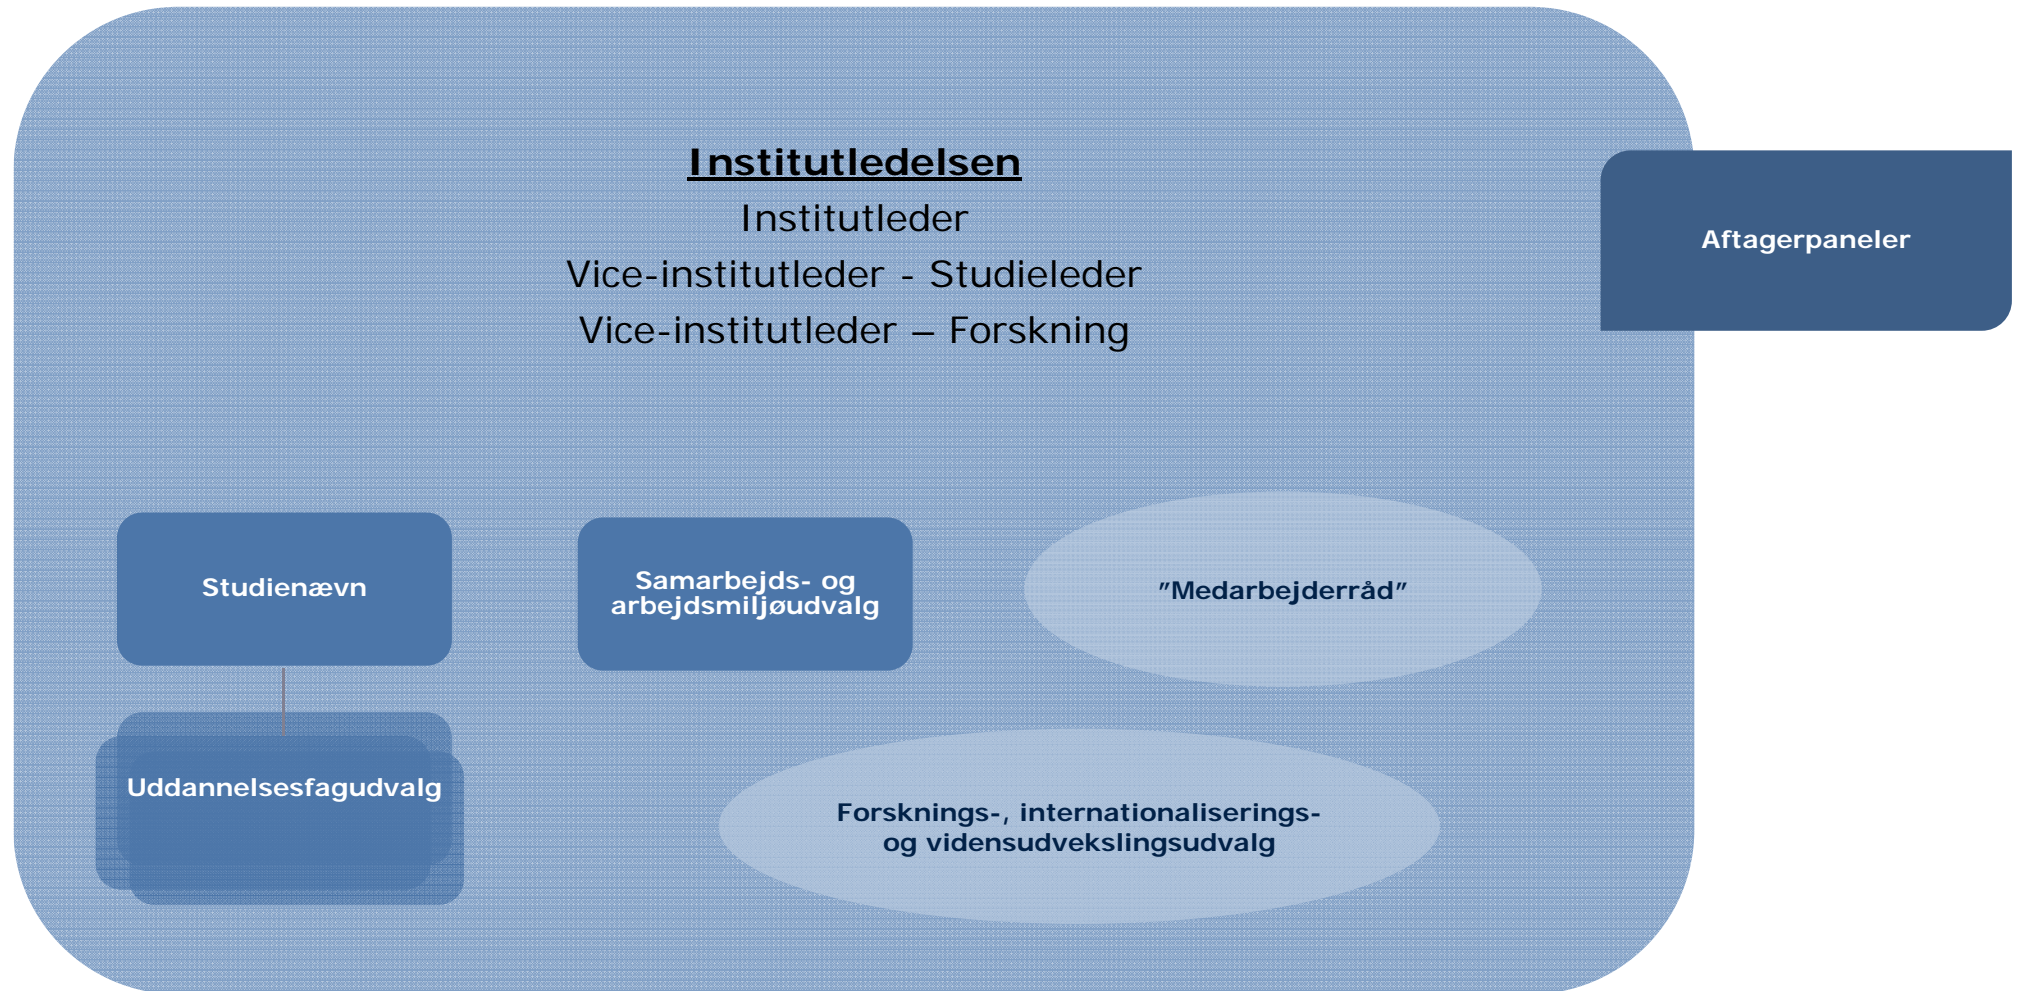 Institutledelsen
Institutleder
Vice-institutleder - Studieleder
Vice-institutleder – Forskning
Aftagerpaneler
Studienævn
Samarbejds- og
arbejdsmiljøudvalg
”Medarbejderråd”
Uddannelsesfagudvalg
Forsknings-, internationaliserings-
og vidensudvekslingsudvalg